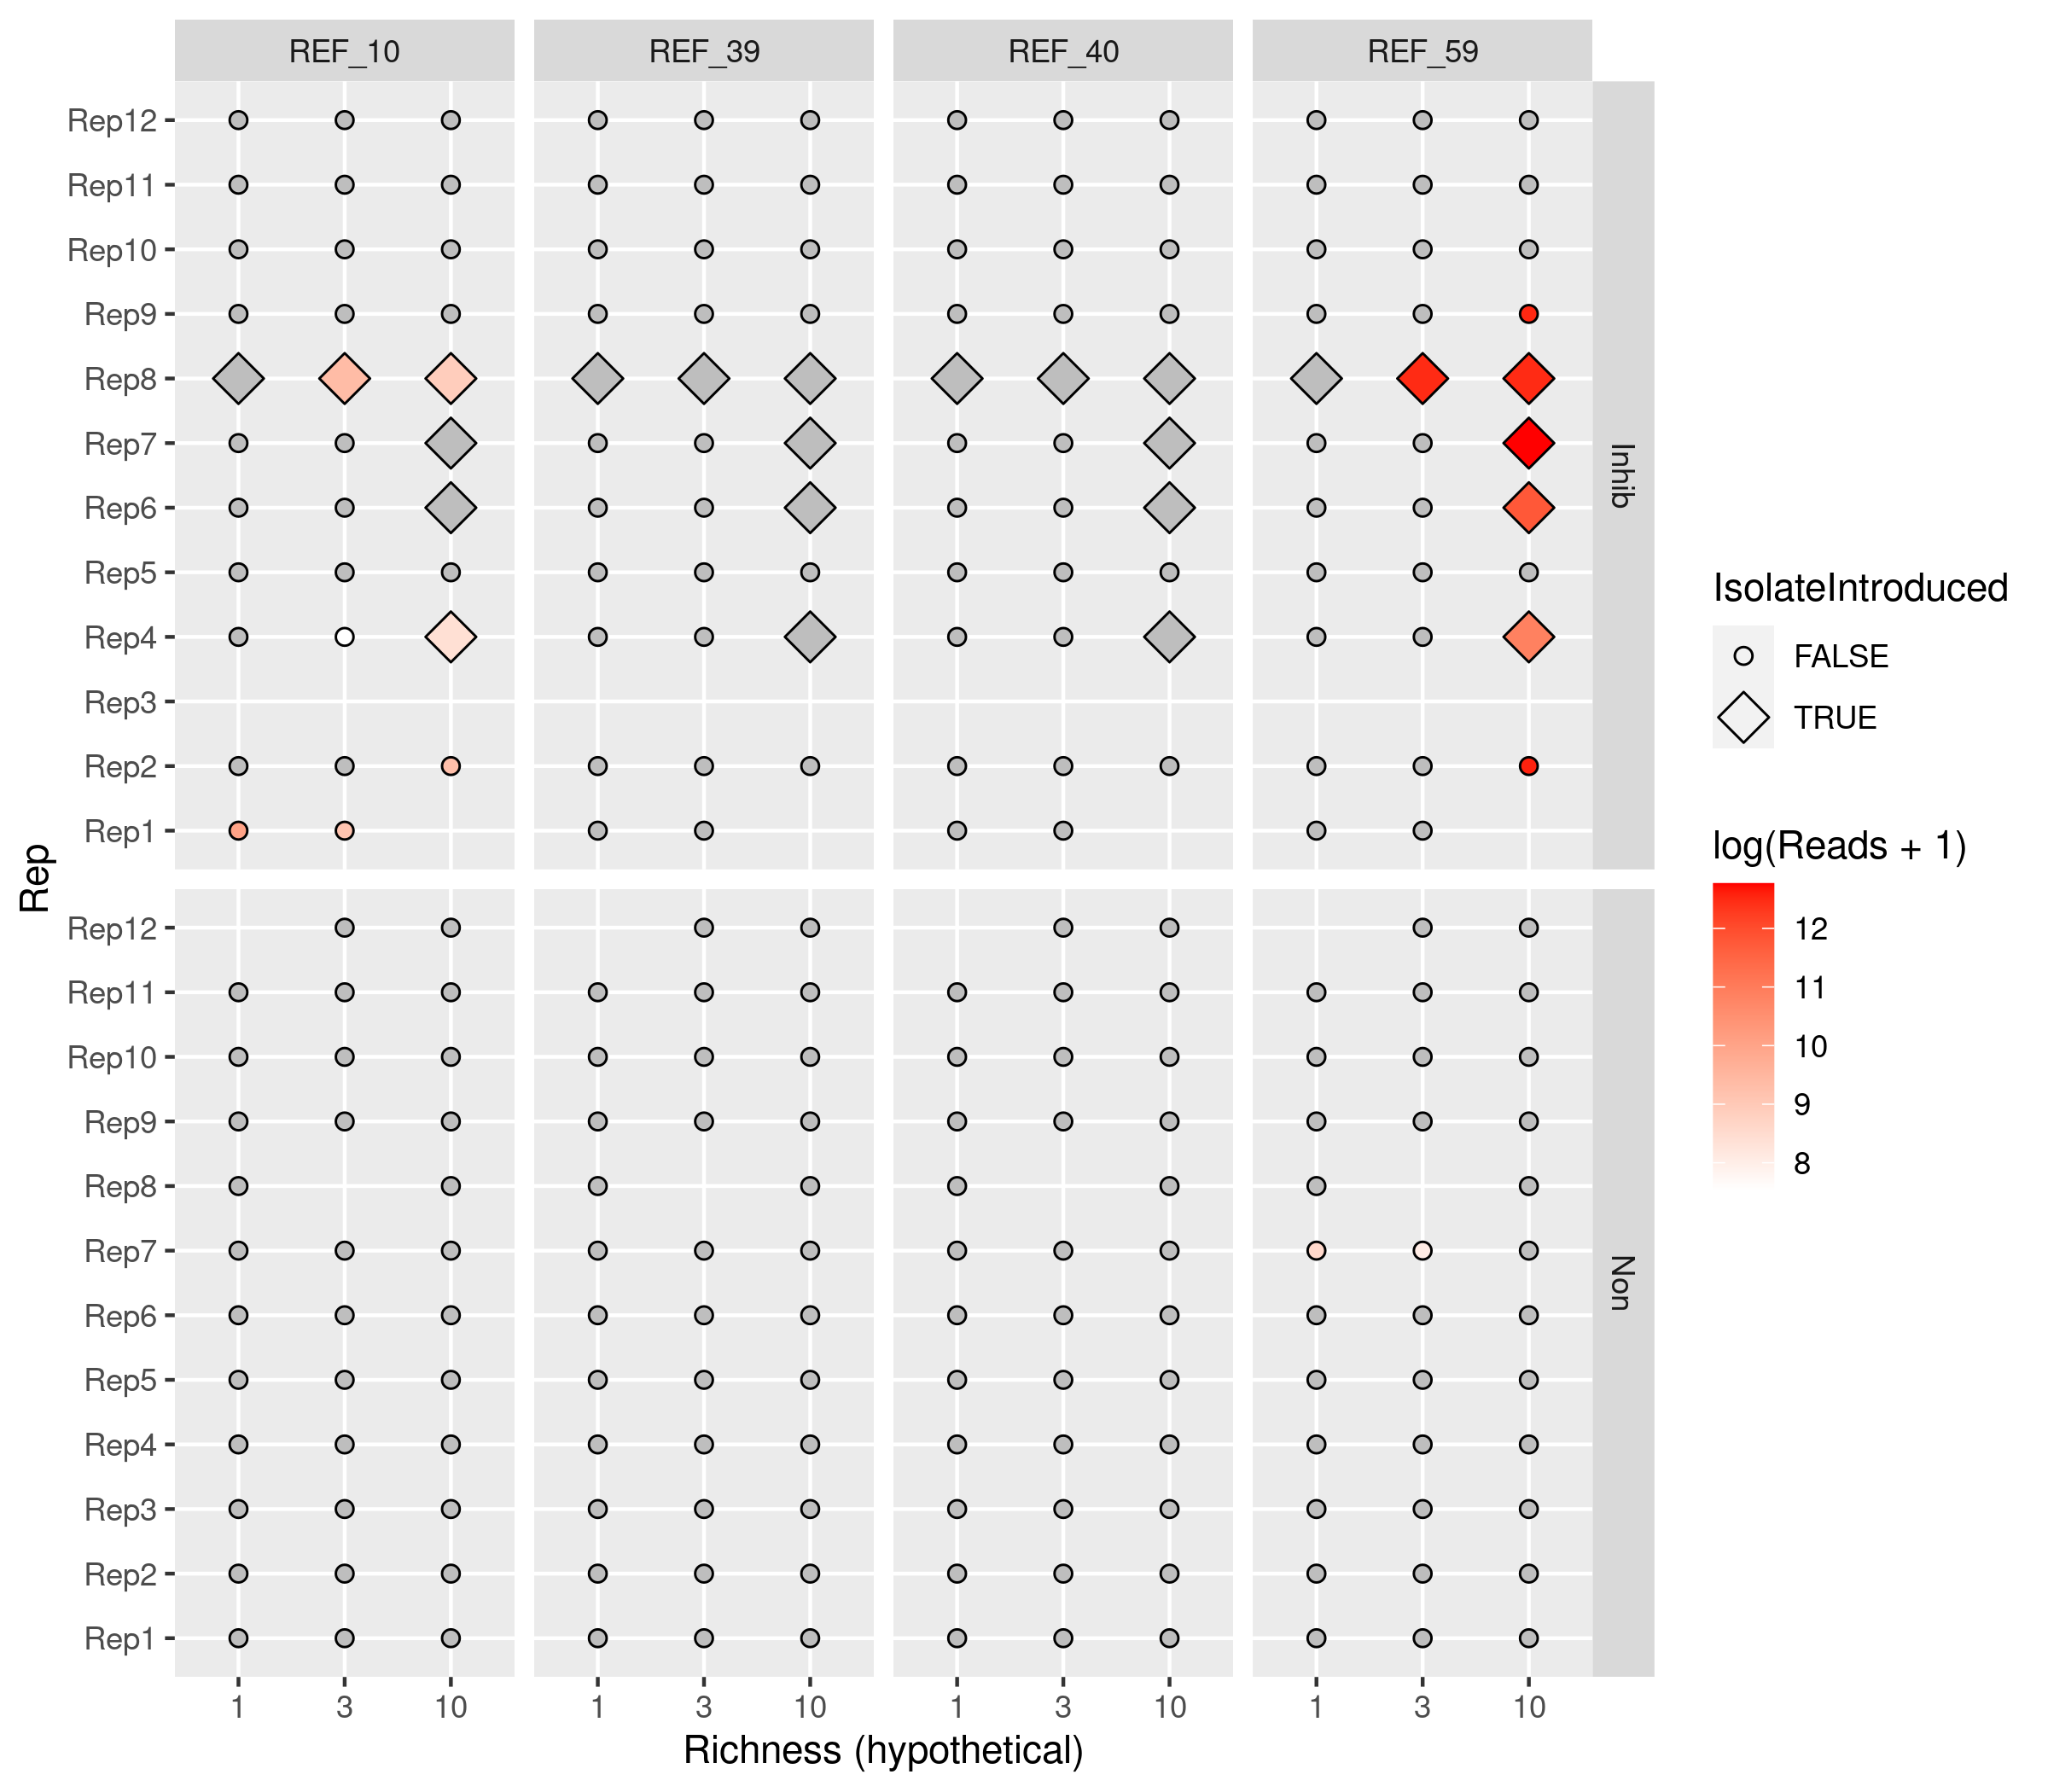 REF_10 REF_39 REF_40 REF_59
Rep12
Rep11
Rep10
Rep9
Rep8
Rep7
Rep6
Rep5
Rep4
Rep3
Rep2
Rep1
Inhib
Rep12
Rep11
Rep10
Rep9
Rep8
Rep7
Rep6
Rep5
Rep4
Rep3
Rep2
Rep1
Non
Rep
1 3 10 1 3 10 1 3 10 1 3 10
Richness (hypothetical)
IsolateIntroduced
FALSE
TRUE
log(Reads + 1)
12
11
10
9
8